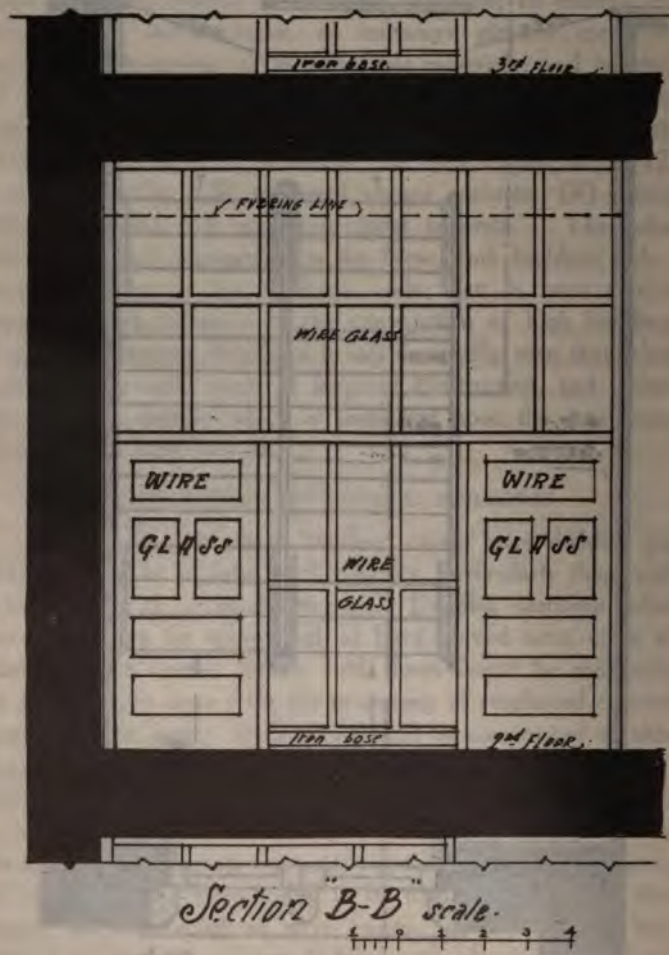 Iron base
3rd FLOOR
FURRING LINE
WIRE GLASS
WIRE
GLASS
WIRE
GLASS
WIRE
GLASS
Iron base
2nd FLOOR
Section "B-B" scale.
1 0 1 2 3 4